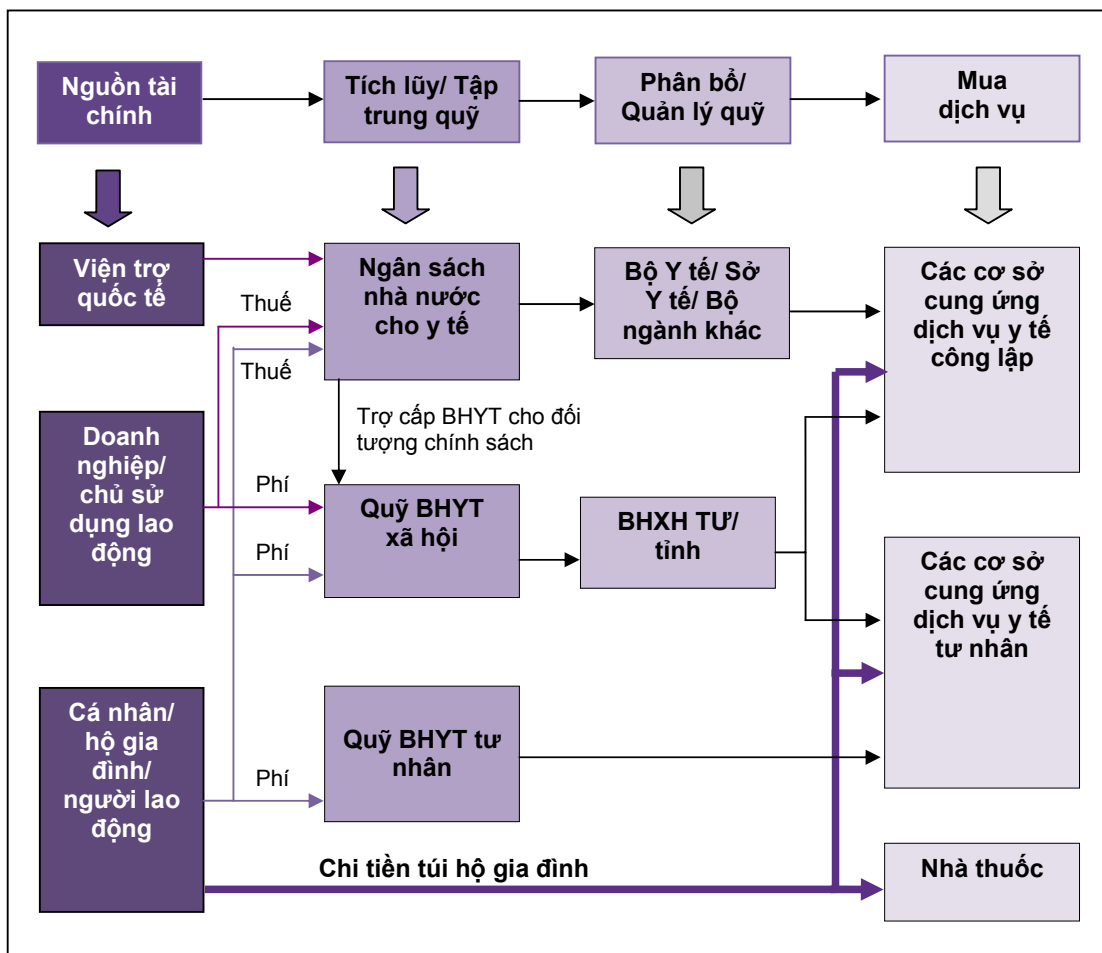 Nguồn tài
chính
Tích lũy/ Tập
trung quỹ
Phân bổ/
Quản lý quỹ
Mua
dịch vụ
Viện trợ
quốc tế
Thuế
Thuế
Ngân sách
nhà nước
cho y tế
Bộ Y tế/ Sở
Y tế/ Bộ
ngành khác
Các cơ sở
cung ứng
dịch vụ y tế
công lập
Trợ cấp BHYT cho đối
tượng chính sách
Doanh
nghiệp/
chủ sử
dụng lao
động
Phí
Phí
Quỹ BHYT
xã hội
BHXH TƯ/
tỉnh
Các cơ sở
cung ứng
dịch vụ y tế
tư nhân
Cá nhân/
hộ gia
đình/
người lao
động
Phí
Quỹ BHYT tư
nhân
Chi tiền túi hộ gia đình
Nhà thuốc